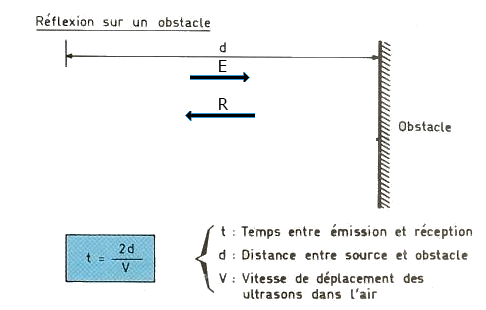 Réflexion sur un obstacle
d
E
R
Obstacle
t = 2d / V
t : Temps entre émission et réception
d : Distance entre source et obstacle
V : Vitesse de déplacement des
ultrasons dans l'air